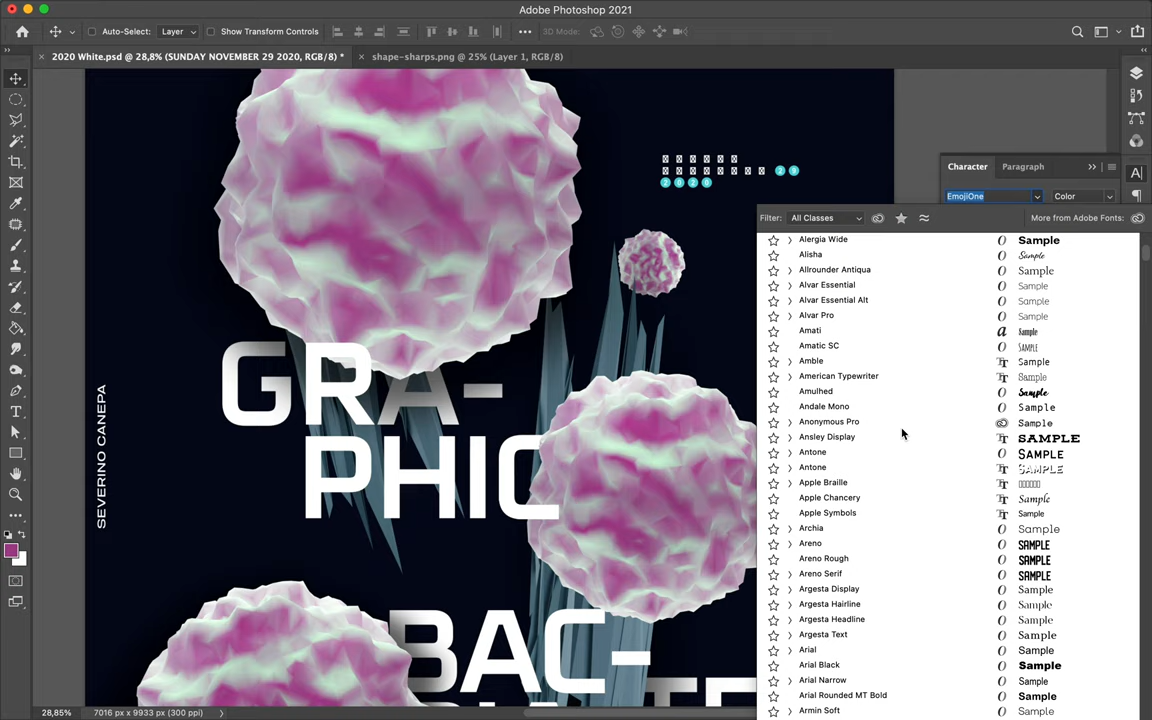 Adobe Photoshop 2021
Auto-Select: Layer Show Transform Controls 3D Mode:
2020 White.psd @ 28,8% (SUNDAY NOVEMBER 29 2020, RGB/8) *
shape-sharps.png @ 25% (Layer 1, RGB/8)
29
2020
GRA-
PHIC
BAC-
SEVERINO CANEPA
Character Paragraph
EmojiOne Color
Filter: All Classes More from Adobe Fonts:
Alergia Wide Sample
Alisha Sample
Allrounder Antiqua Sample
Alvar Essential Sample
Alvar Essential Alt Sample
Alvar Pro Sample
Amati Sample
Amatic SC SAMPLE
Amble Sample
American Typewriter Sample
Amulhed Sample
Andale Mono Sample
Anonymous Pro Sample
Ansley Display SAMPLE
Antone SAMPLE
Antone SAMPLE
Apple Braille
Apple Chancery Sample
Apple Symbols Sample
Archia Sample
Areno SAMPLE
Areno Rough SAMPLE
Areno Serif SAMPLE
Argesta Display Sample
Argesta Hairline Sample
Argesta Headline Sample
Argesta Text Sample
Arial Sample
Arial Black Sample
Arial Narrow Sample
Arial Rounded MT Bold Sample
Armin Soft Sample
28,85% 7016 px x 9933 px (300 ppi)